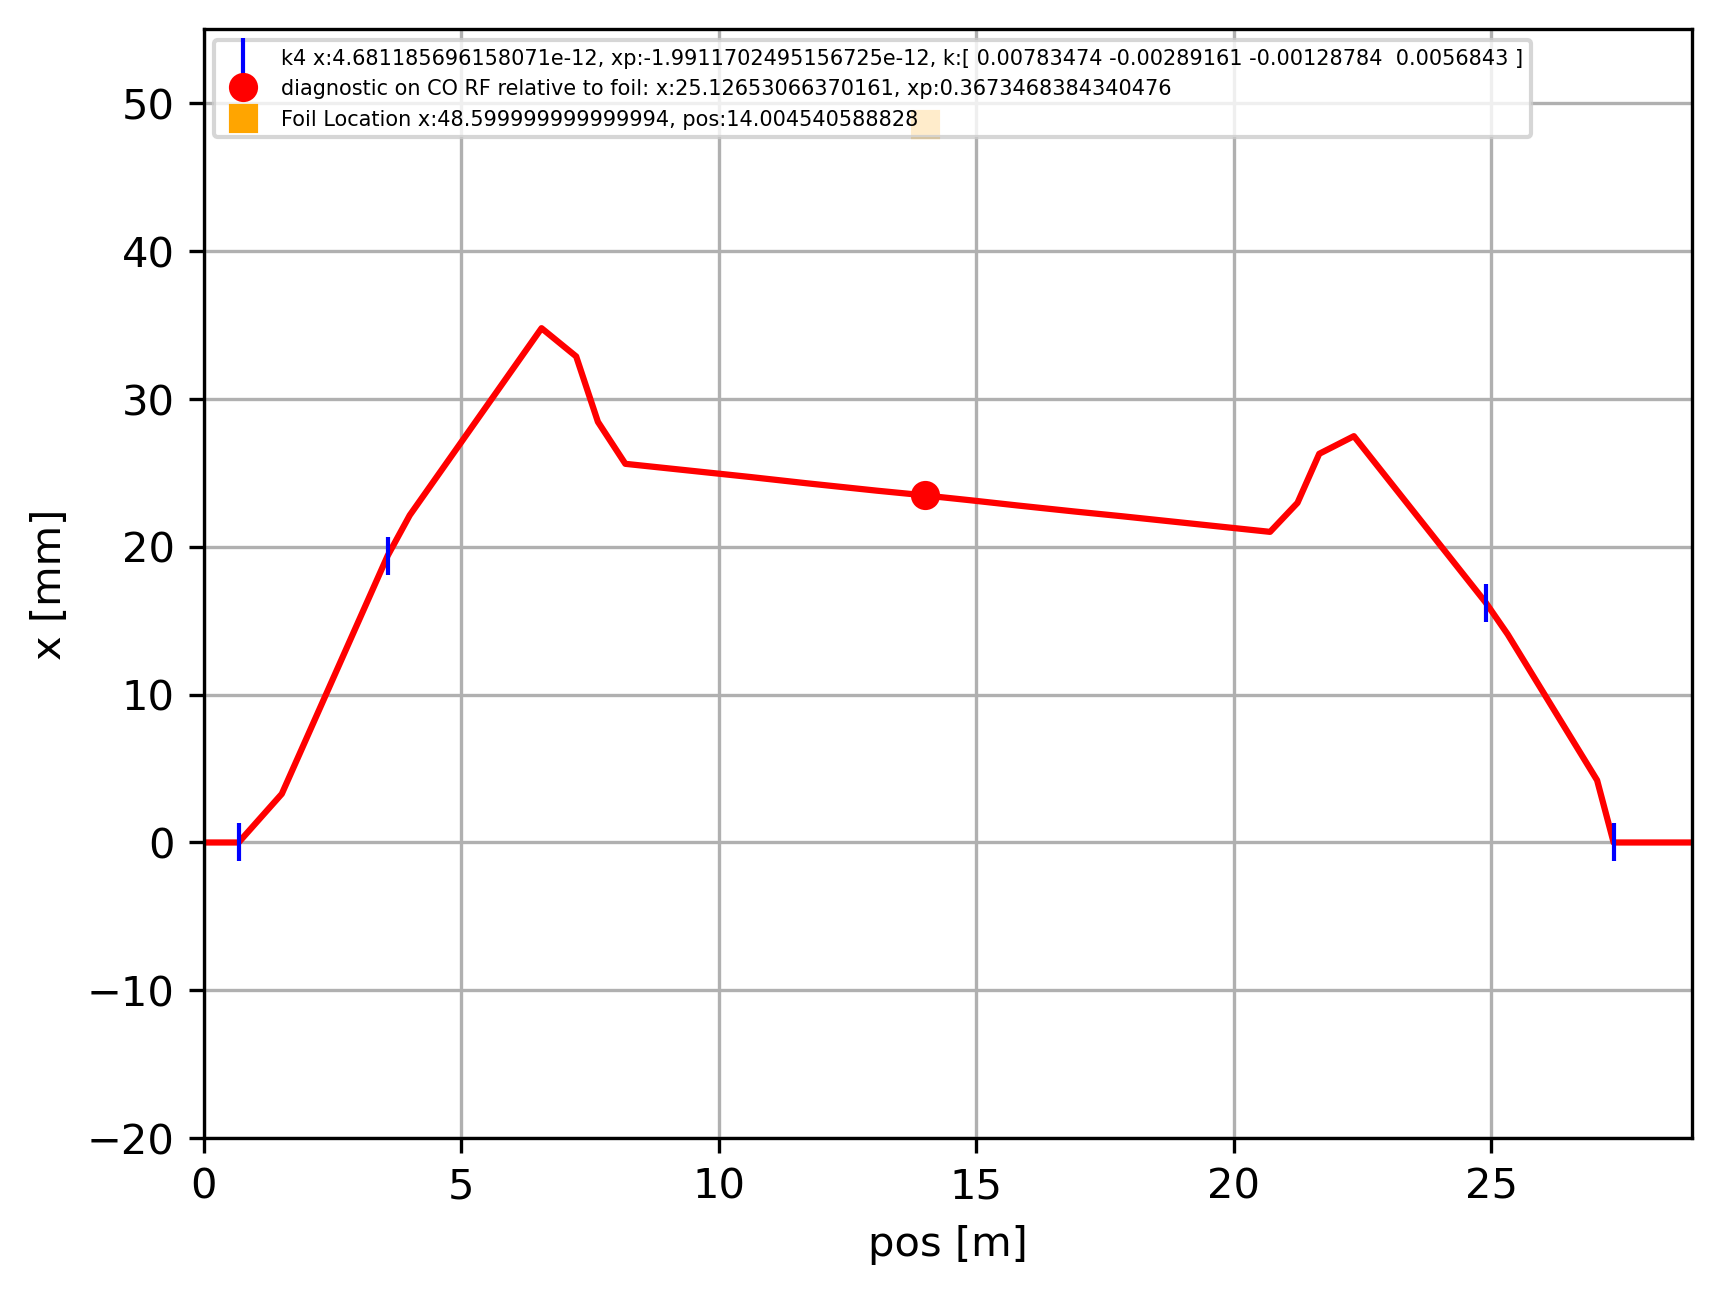 k4 x:4.6811856961580​71e-12, xp:-1.9911702495156725e-12, k:[ 0.00783474 -0.00289161 -0.00128784  0.0056843 ]
diagnostic on CO RF relative to foil: x:25.12653066370161, xp:0.3673468384340476
Foil Location x:48.599999999999994, pos:14.004540588828
50
40
30
20
10
0
−10
−20
x [mm]
0 5 10 15 20 25
pos [m]